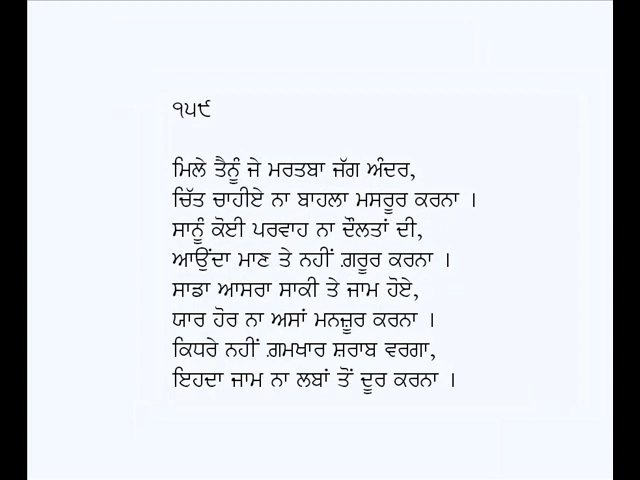 ੧੫੯
ਮਿਲੇ ਤੈਨੂੰ ਜੇ ਮਰਤਬਾ ਜੱਗ ਅੰਦਰ,
ਚਿੱਤ ਚਾਹੀਏ ਨਾ ਬਾਹਲਾ ਮਸਰੂਰ ਕਰਨਾ ।
ਸਾਨੂੰ ਕੋਈ ਪਰਵਾਹ ਨਾ ਦੌਲਤਾਂ ਦੀ,
ਆਉਂਦਾ ਮਾਣ ਤੇ ਨਹੀਂ ਗ਼ਰੂਰ ਕਰਨਾ ।
ਸਾਡਾ ਆਸਰਾ ਸਾਕੀ ਤੇ ਜਾਮ ਹੋਏ,
ਯਾਰ ਹੋਰ ਨਾ ਅਸਾਂ ਮਨਜ਼ੂਰ ਕਰਨਾ ।
ਕਿਧਰੇ ਨਹੀਂ ਗ਼ਮਖਾਰ ਸ਼ਰਾਬ ਵਰਗਾ,
ਇਹਦਾ ਜਾਮ ਨਾ ਲਬਾਂ ਤੋਂ ਦੂਰ ਕਰਨਾ ।